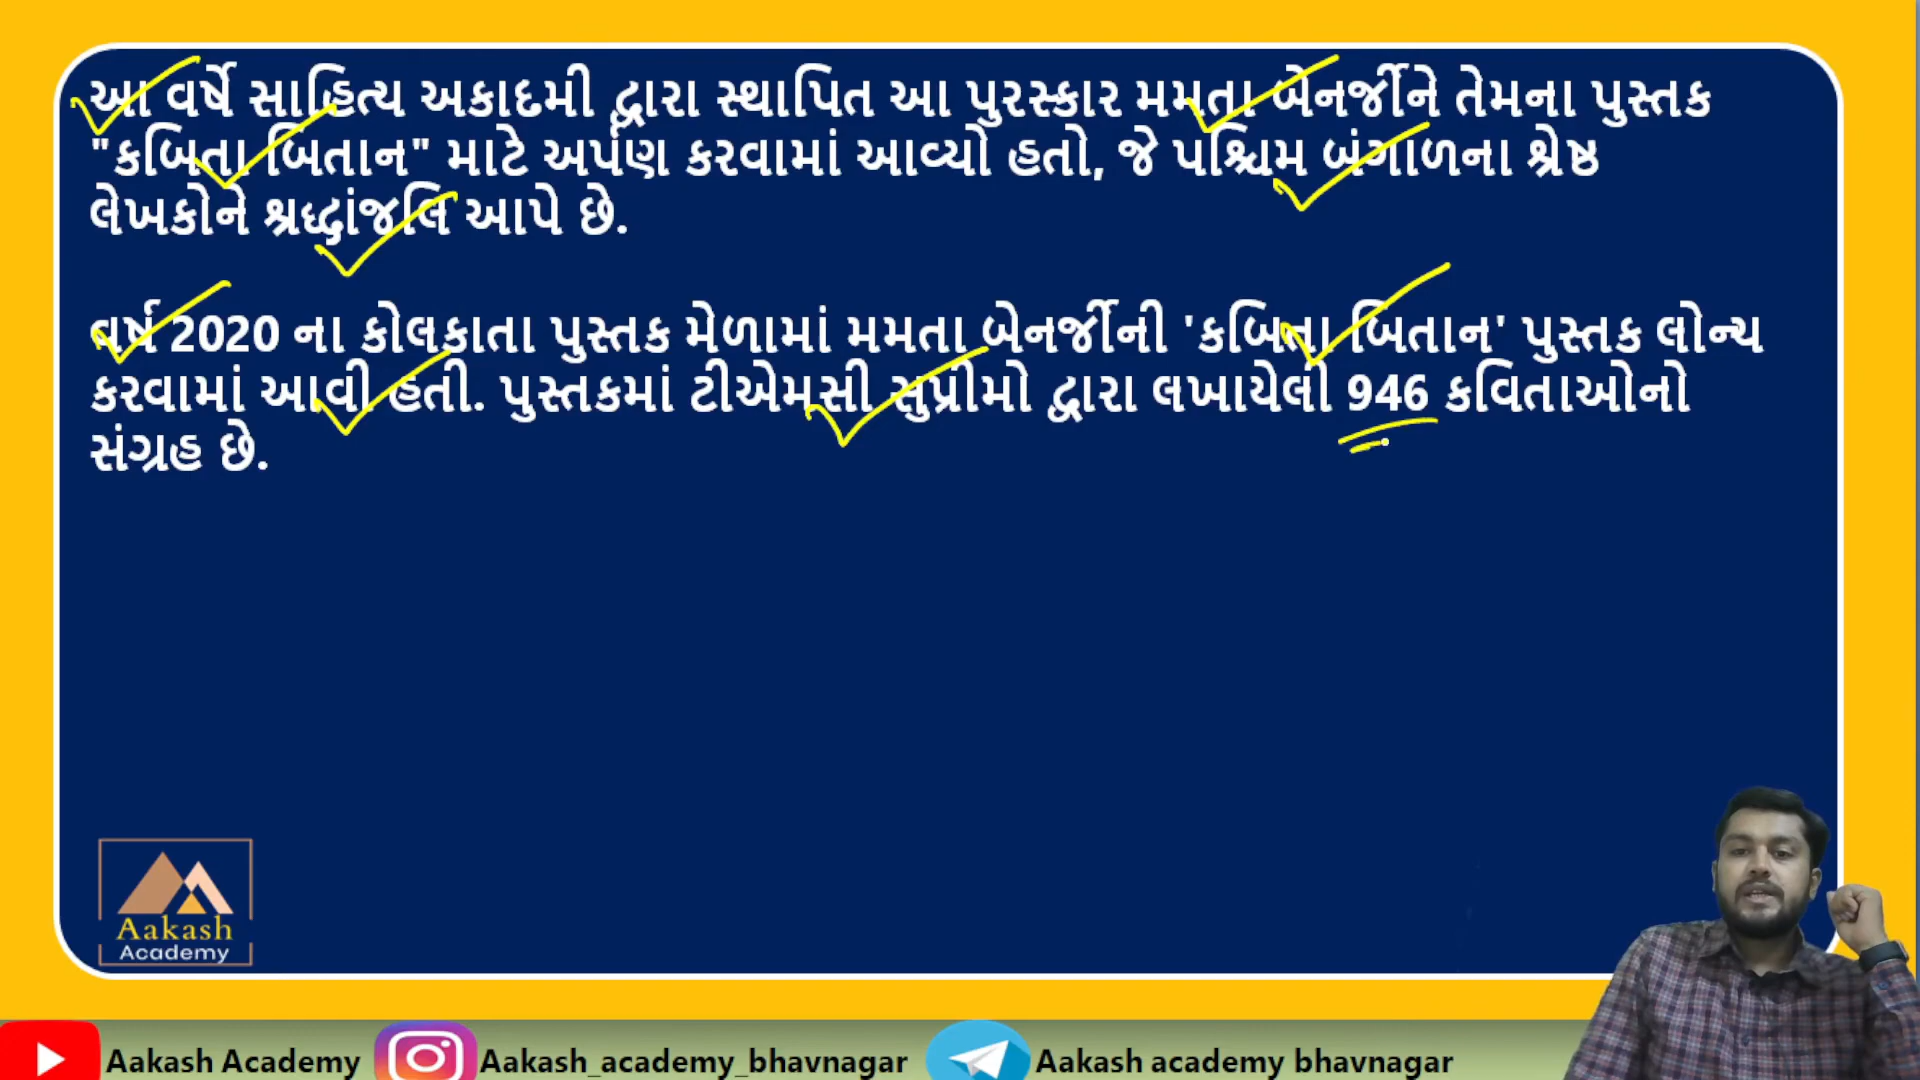 આ વર્ષે સાહિત્ય અકાદમી દ્વારા સ્થાપિત આ પુરસ્કાર મમતા બેનર્જીને તેમના પુસ્તક
"કબિતા બિતાન" માટે અર્પણ કરવામાં આવ્યો હતો, જે પશ્ચિમ બંગાળના શ્રેષ્ઠ
લેખકોને શ્રદ્ધાંજલિ આપે છે.
વર્ષ 2020 ના કોલકાતા પુસ્તક મેળામાં મમતા બેનર્જીની 'કબિતા બિતાન' પુસ્તક લોન્ચ
કરવામાં આવી હતી. પુસ્તકમાં ટીએમસી સુપ્રીમો દ્વારા લખાયેલી 946 કવિતાઓનો
સંગ્રહ છે.
Aakash
Academy
Aakash Academy Aakash_academy_bhavnagar Aakash academy bhavnagar